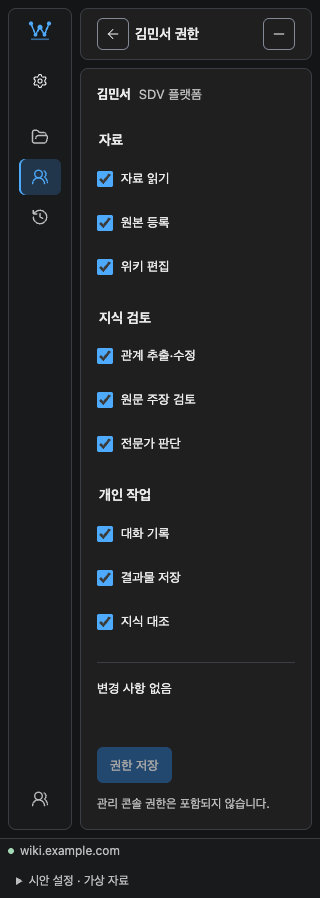 김민서 권한
김민서 SDV 플랫폼
자료
자료 읽기
원본 등록
위키 편집
지식 검토
관계 추출·수정
원문 주장 검토
전문가 판단
개인 작업
대화 기록
결과물 저장
지식 대조
변경 사항 없음
권한 저장
관리 콘솔 권한은 포함되지 않습니다.
wiki.example.com
시안 설정 · 가상 자료